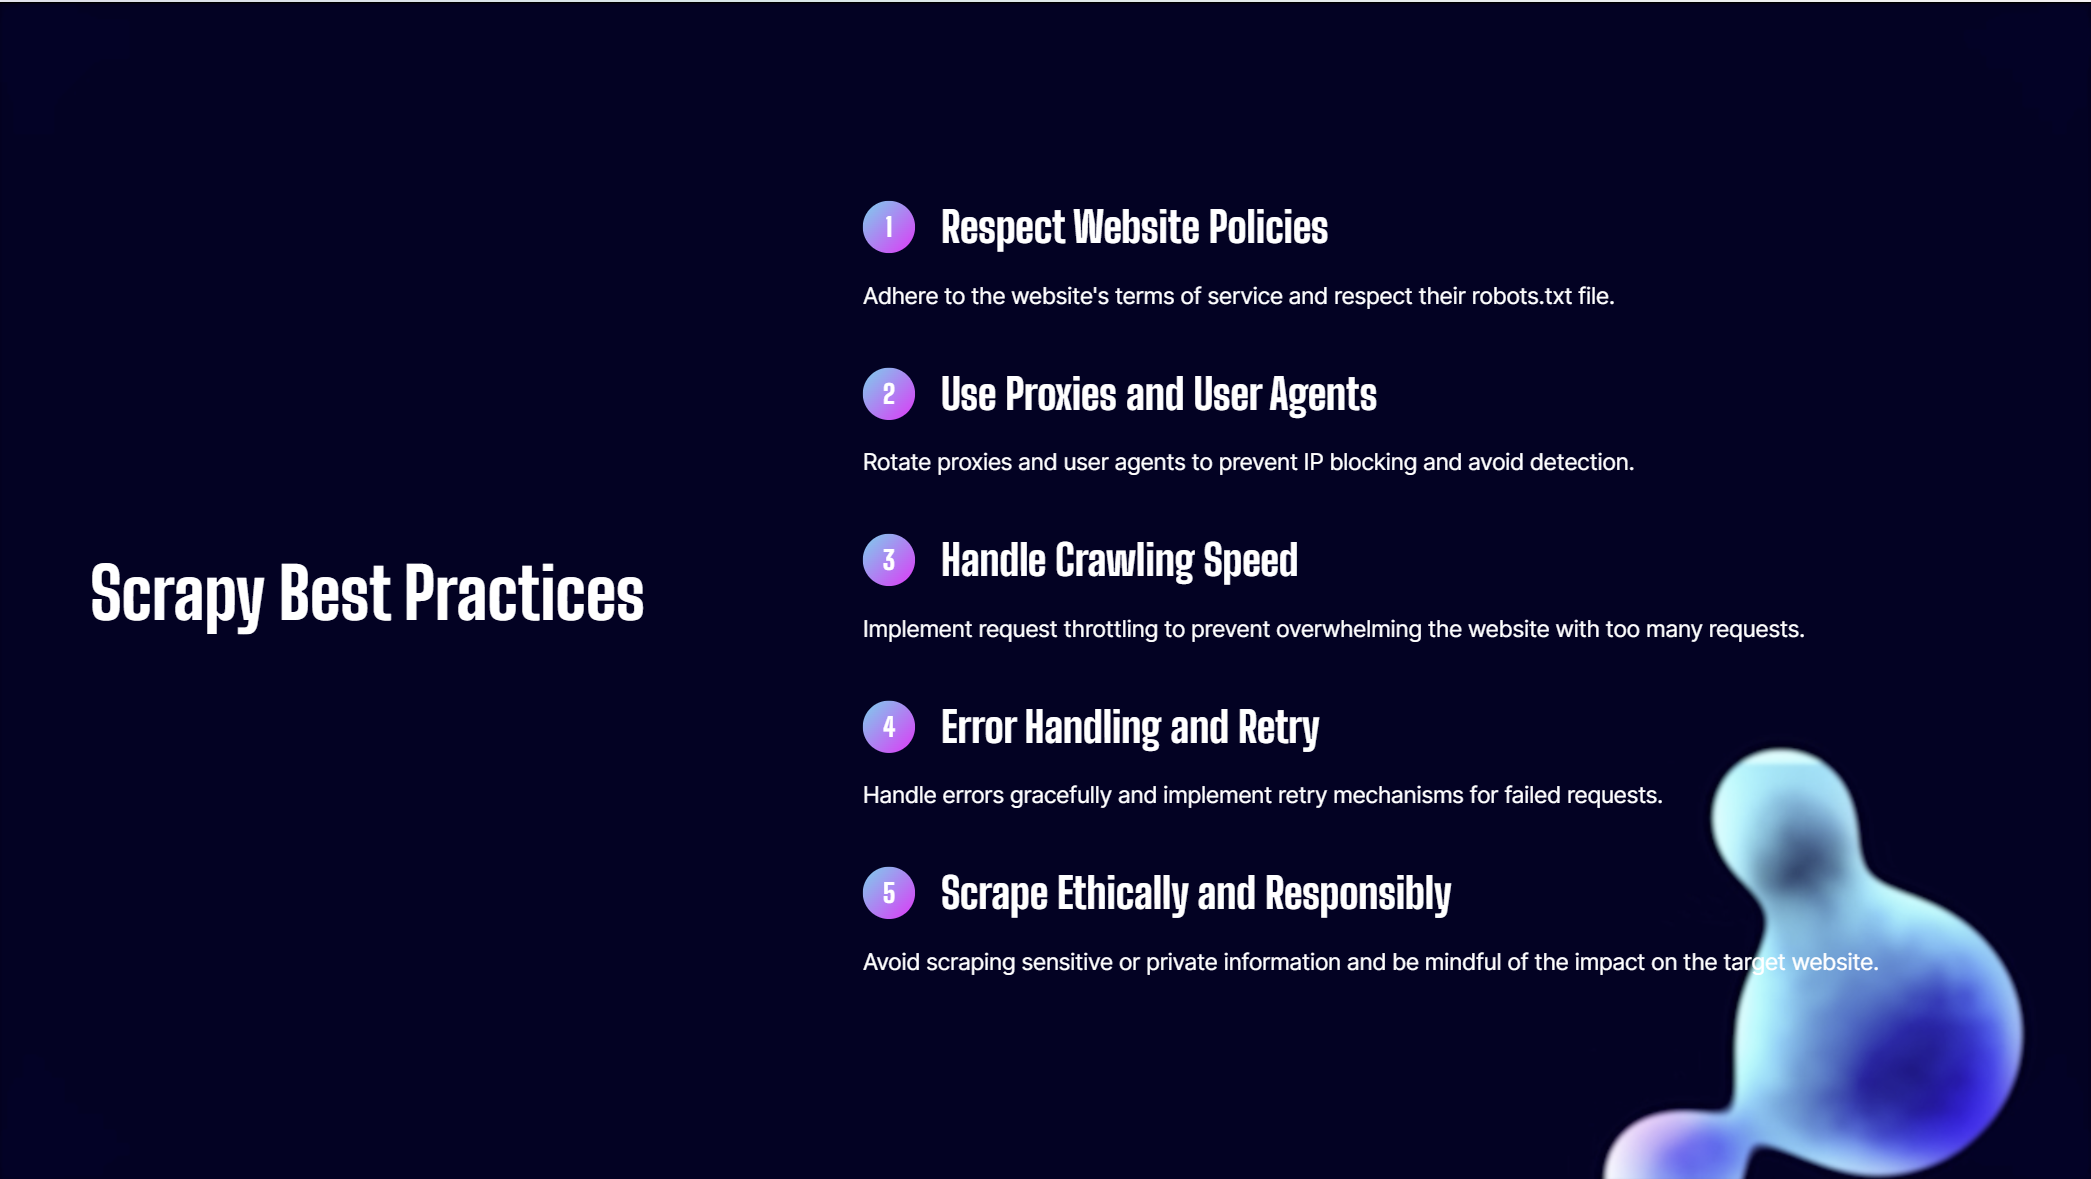 Scrapy Best Practices
1 Respect Website Policies
Adhere to the website's terms of service and respect their robots.txt file.
2 Use Proxies and User Agents
Rotate proxies and user agents to prevent IP blocking and avoid detection.
3 Handle Crawling Speed
Implement request throttling to prevent overwhelming the website with too many requests.
4 Error Handling and Retry
Handle errors gracefully and implement retry mechanisms for failed requests.
5 Scrape Ethically and Responsibly
Avoid scraping sensitive or private information and be mindful of the impact on the target website.